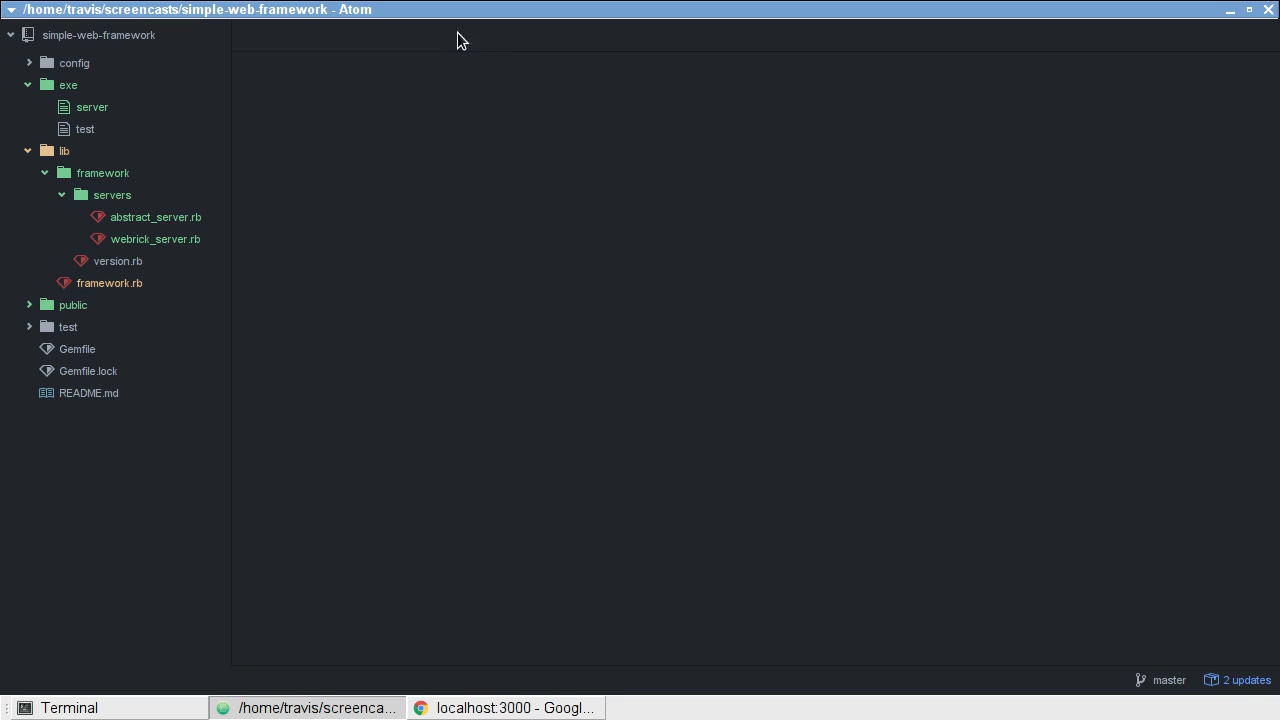 /home/travis/screencasts/simple-web-framework - Atom
simple-web-framework
config
exe
server
test
lib
framework
servers
abstract_server.rb
webrick_server.rb
version.rb
framework.rb
public
test
Gemfile
Gemfile.lock
README.md
master 2 updates
Terminal /home/travis/screenca... localhost:3000 - Googl...